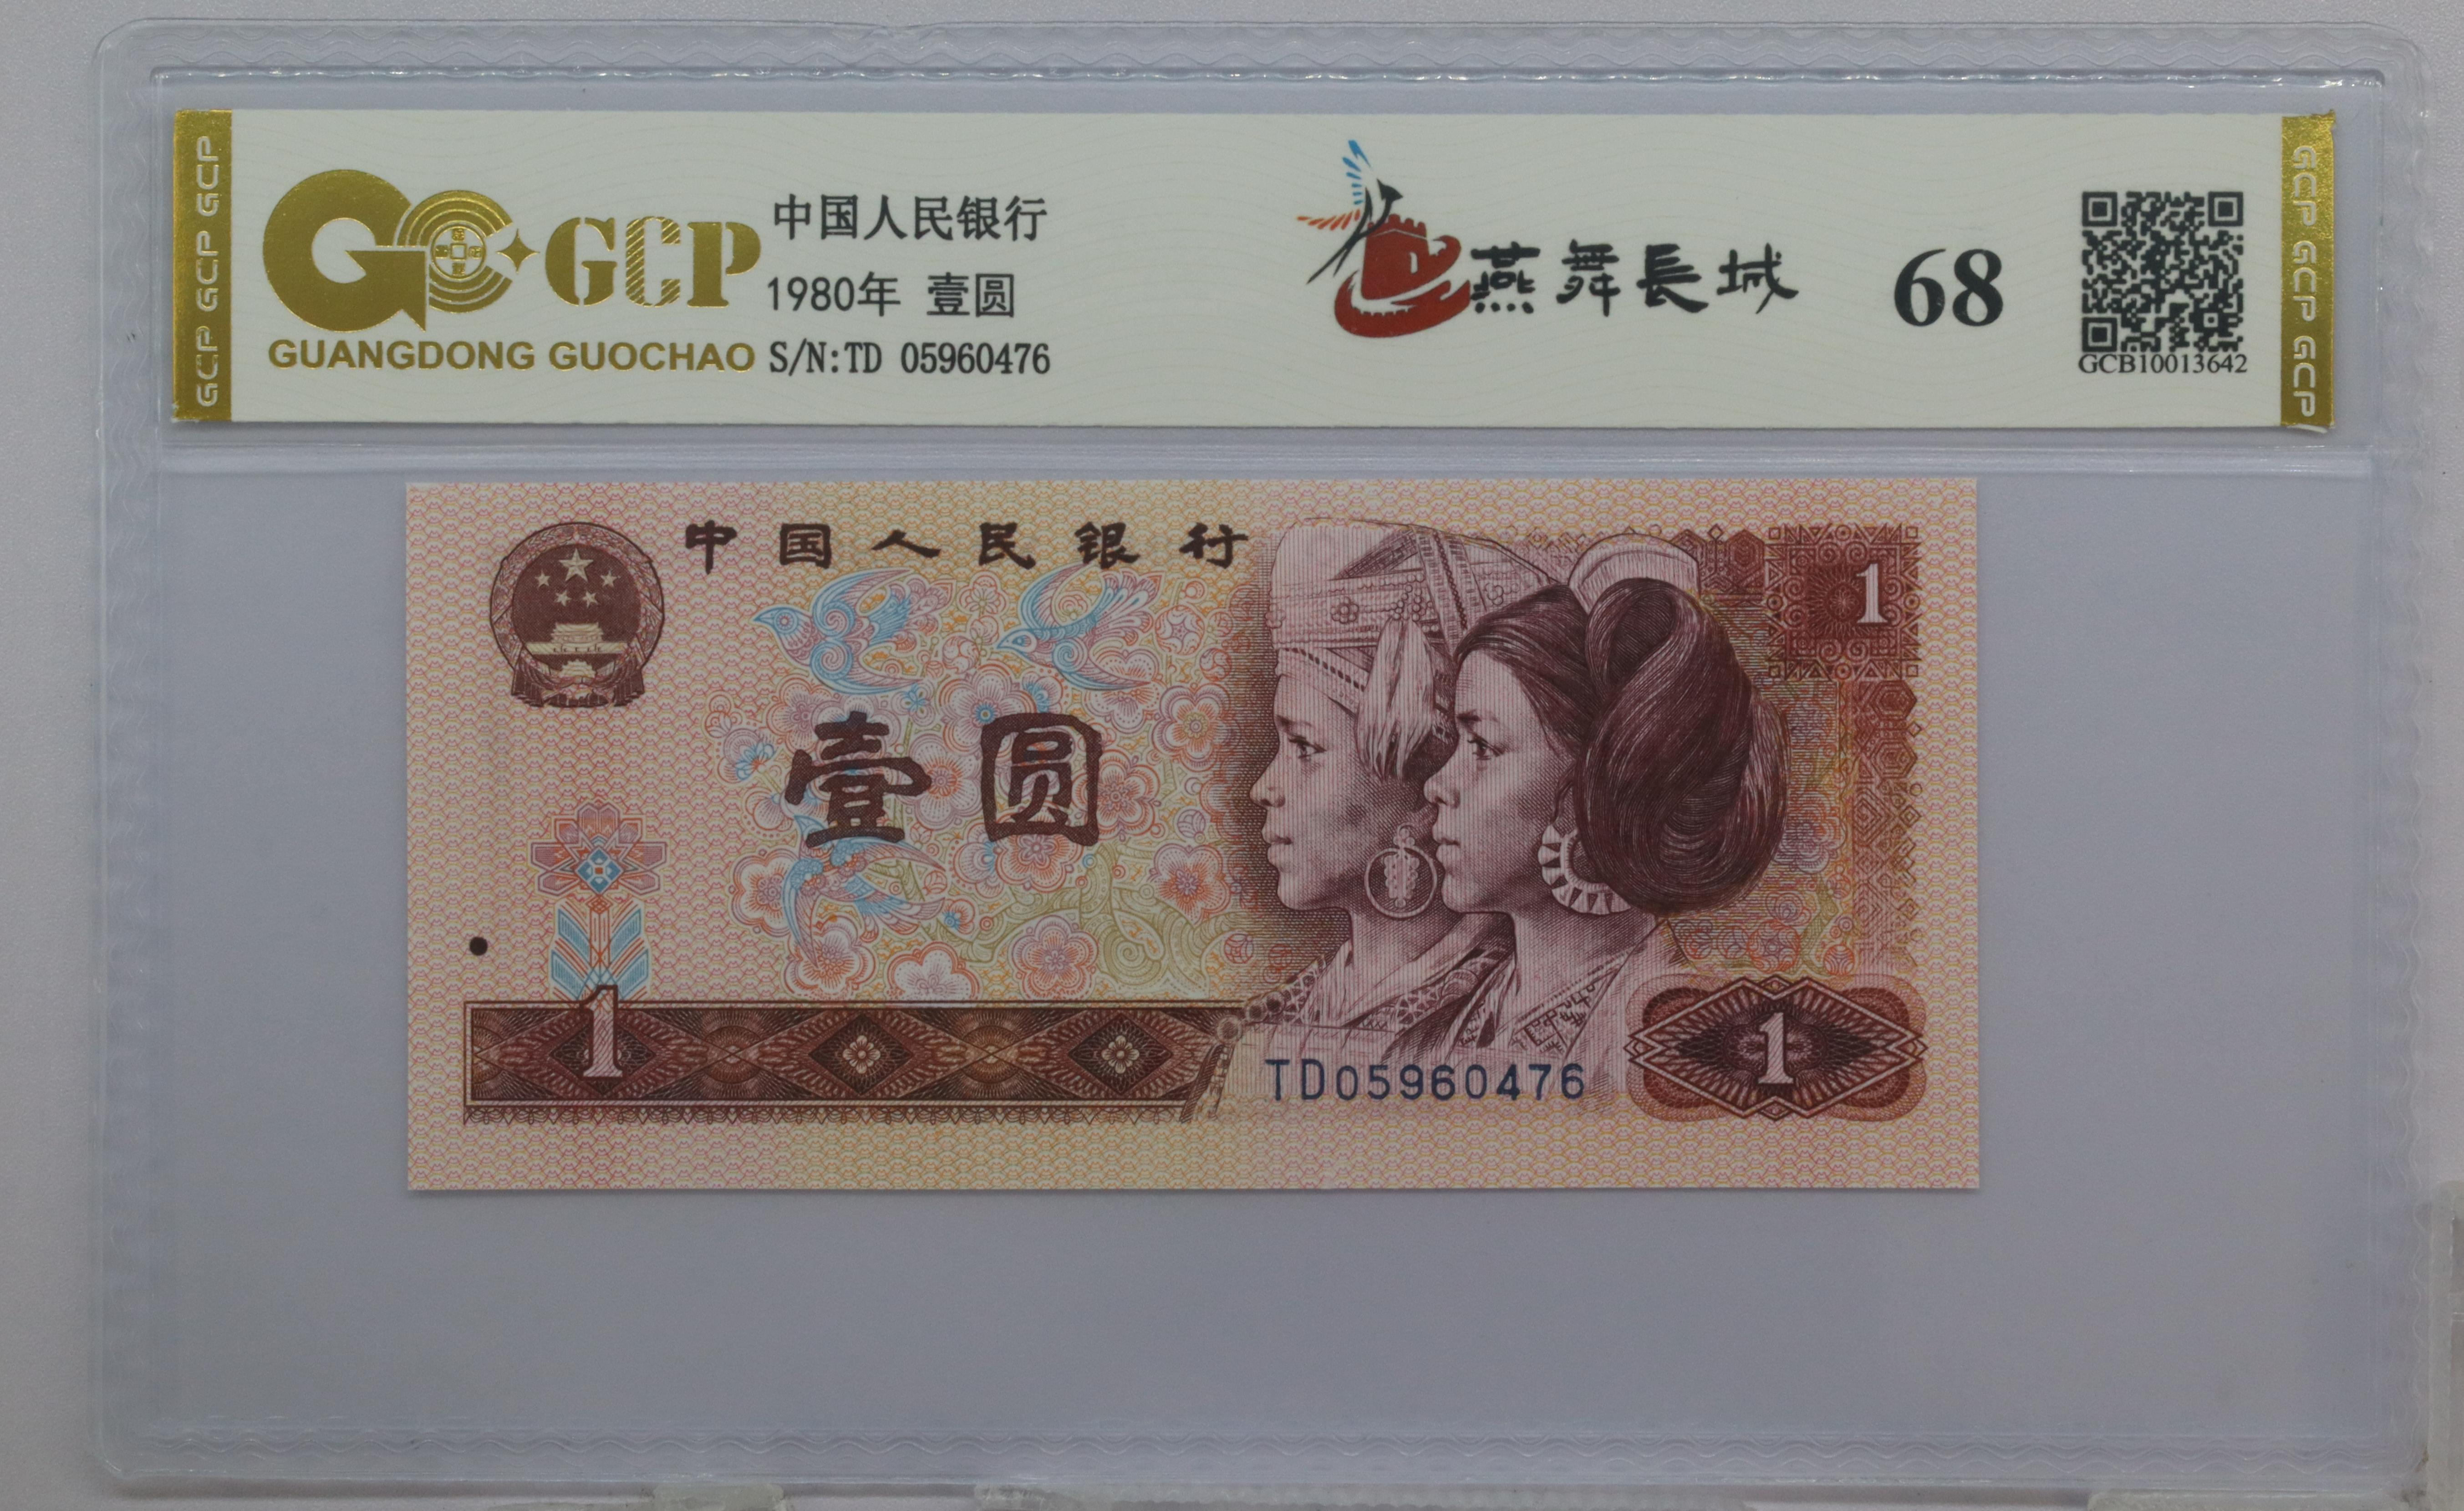 GCP GCP GCP
GCP
GUANGDONG GUOCHAO
中国人民银行
1980年 壹圆
S/N:TD 05960476
燕舞長城
68
GCB10013642
GCP GCP GCP
中国人民银行
1
壹圆
1
TD05960476
1